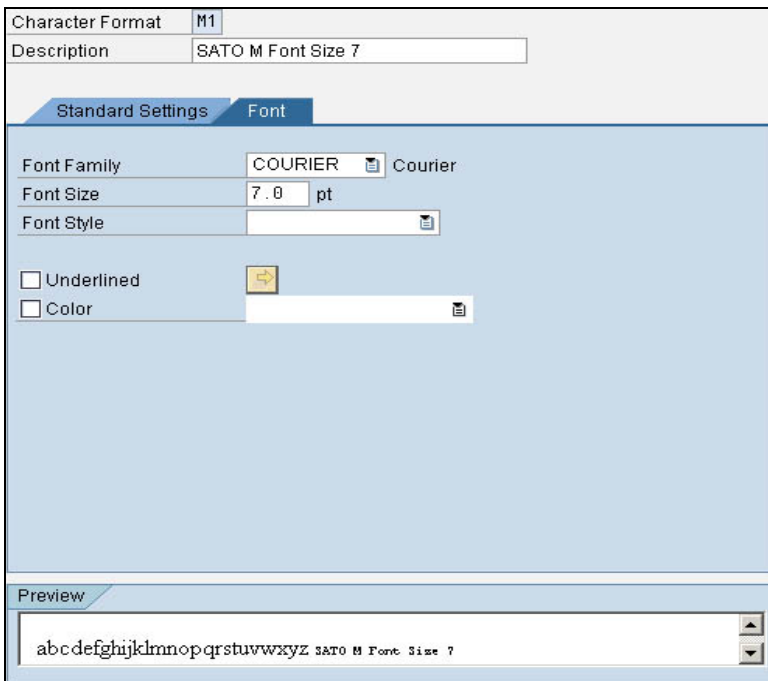 Character Format M1
Description SATO M Font Size 7
Standard Settings Font
Font Family COURIER Courier
Font Size 7.0 pt
Font Style
Underlined
Color
Preview
abcdefghijklmnopqrstuvwxyz SATO M Font Size 7